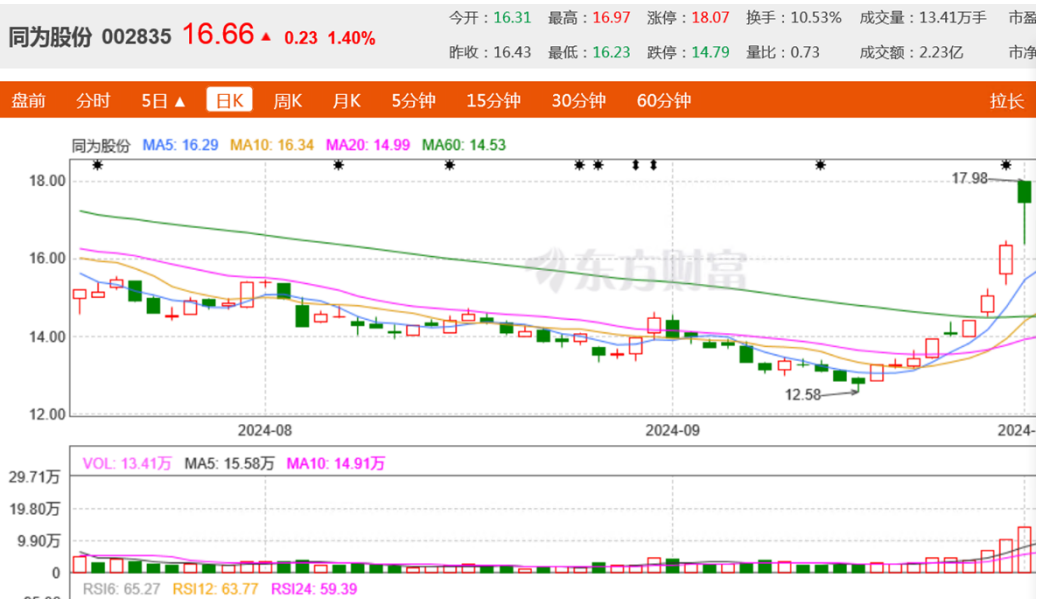 今开：16.31 最高：16.97 涨停：18.07 换手：10.53% 成交量：13.41万手 市盈
同为股份 002835 16.66 ▲ 0.23 1.40%
昨收：16.43 最低：16.23 跌停：14.79 量比：0.73 成交额：2.23亿 市净
盘前 分时 5日▲ 日K 周K 月K 5分钟 15分钟 30分钟 60分钟 拉长
同为股份 MA5: 16.29 MA10: 16.34 MA20: 14.99 MA60: 14.53
17.98
18.00
16.00
东方财富
14.00
12.58
12.00
2024-08 2024-09 2024-
VOL: 13.41万 MA5: 15.58万 MA10: 14.91万
29.71万
19.80万
9.90万
0
RSI6: 65.27 RSI12: 63.77 RSI24: 59.39